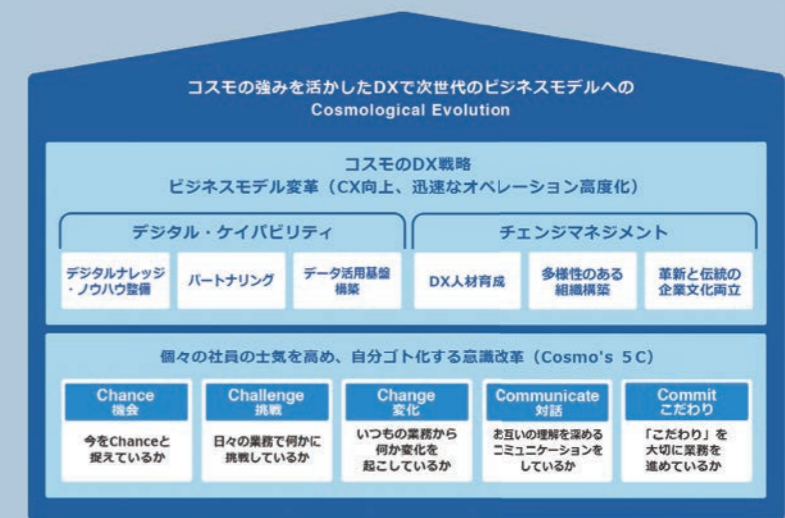 コスモの強みを活かしたDXで次世代のビジネスモデルへの
Cosmological Evolution
コスモのDX戦略
ビジネスモデル変革（CX向上、迅速なオペレーション高度化）
デジタル・ケイパビリティ
チェンジマネジメント
デジタルナレッジ
・ノウハウ整備
パートナリング
データ活用基盤
構築
DX人材育成
多様性のある
組織構築
革新と伝統の
企業文化両立
個々の社員の士気を高め、自分ゴト化する意識改革（Cosmo's 5C）
Chance
機会
今をChanceと
捉えているか
Challenge
挑戦
日々の業務で何かに
挑戦しているか
Change
変化
いつもの業務から
何か変化を
起こしているか
Communicate
対話
お互いの理解を深める
コミュニケーションを
しているか
Commit
こだわり
「こだわり」を
大切に業務を
進めているか